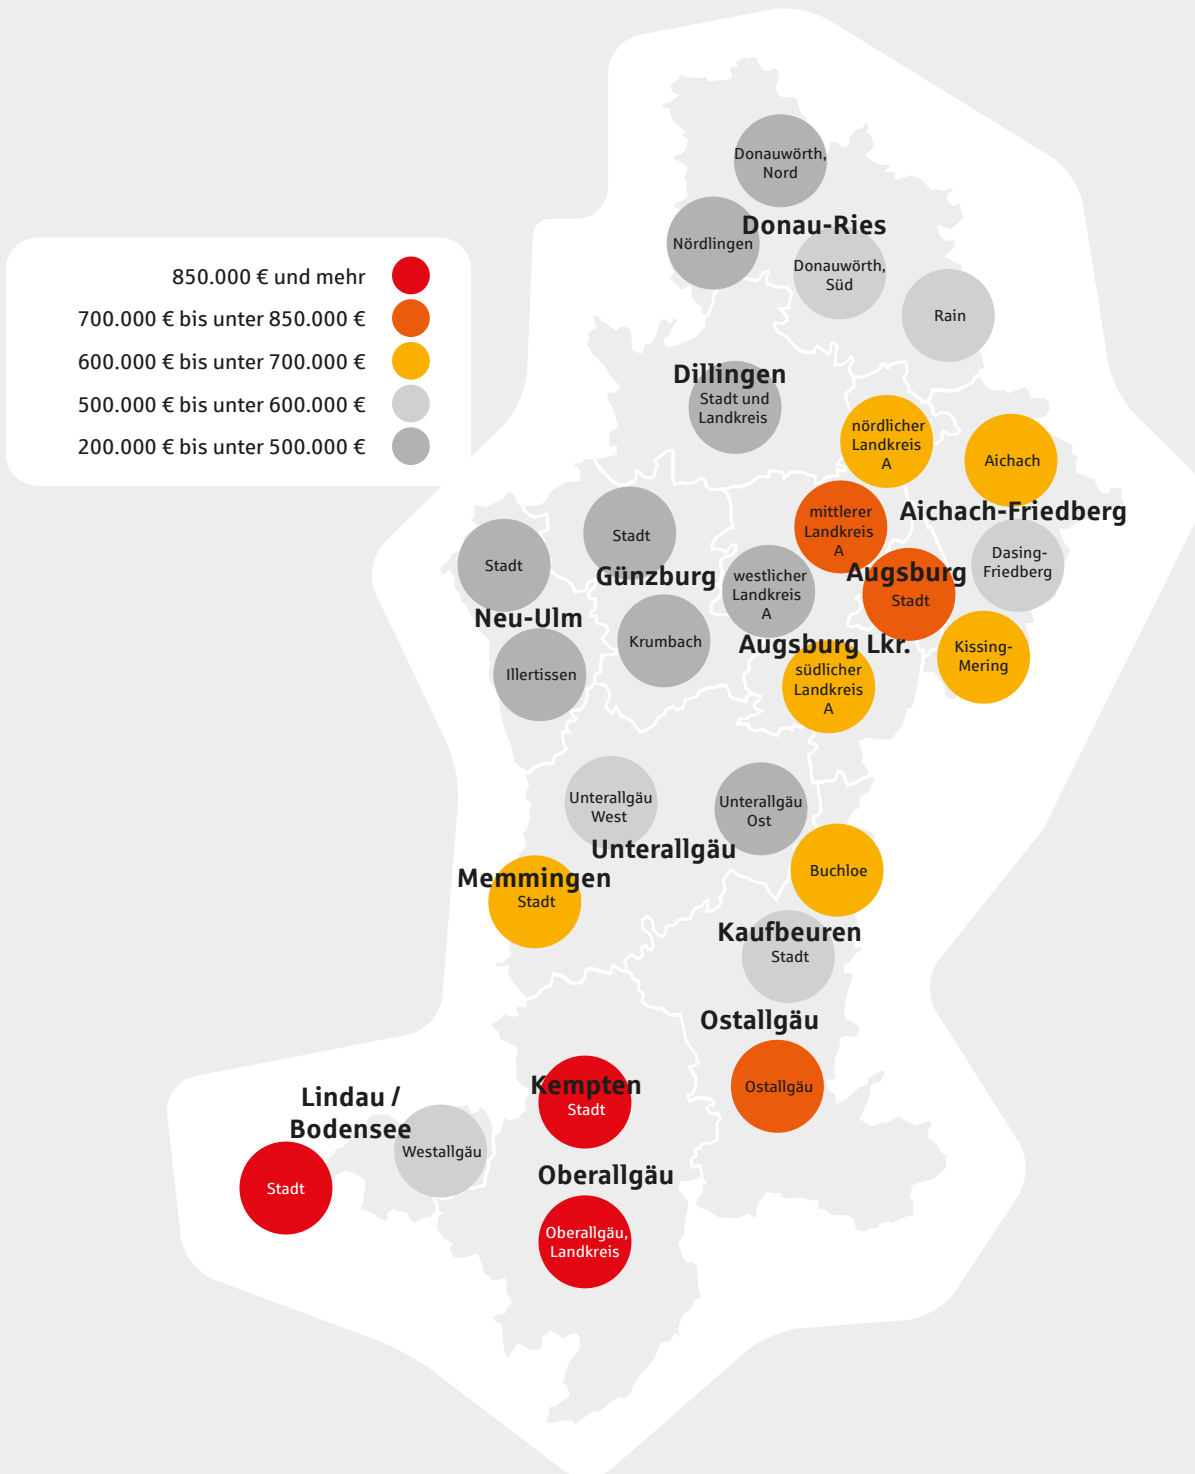 850.000 € und mehr
700.000 € bis unter 850.000 €
600.000 € bis unter 700.000 €
500.000 € bis unter 600.000 €
200.000 € bis unter 500.000 €
Donauwörth,
Nord
Donau-Ries
Nördlingen
Donauwörth,
Süd
Rain
Dillingen
Stadt und
Landkreis
nördlicher
Landkreis
A
Aichach
Aichach-Friedberg
mittlerer
Landkreis
A
Dasing-
Friedberg
Stadt
Günzburg
Stadt
Neu-Ulm
westlicher
Landkreis
A
Augsburg
Stadt
Krumbach
Augsburg Lkr.
Kissing-
Mering
Illertissen
südlicher
Landkreis
A
Unterallgäu
West
Unterallgäu
Ost
Unterallgäu
Memmingen
Stadt
Buchloe
Kaufbeuren
Stadt
Ostallgäu
Ostallgäu
Kempten
Stadt
Lindau /
Bodensee
Westallgäu
Stadt
Oberallgäu
Oberallgäu,
Landkreis